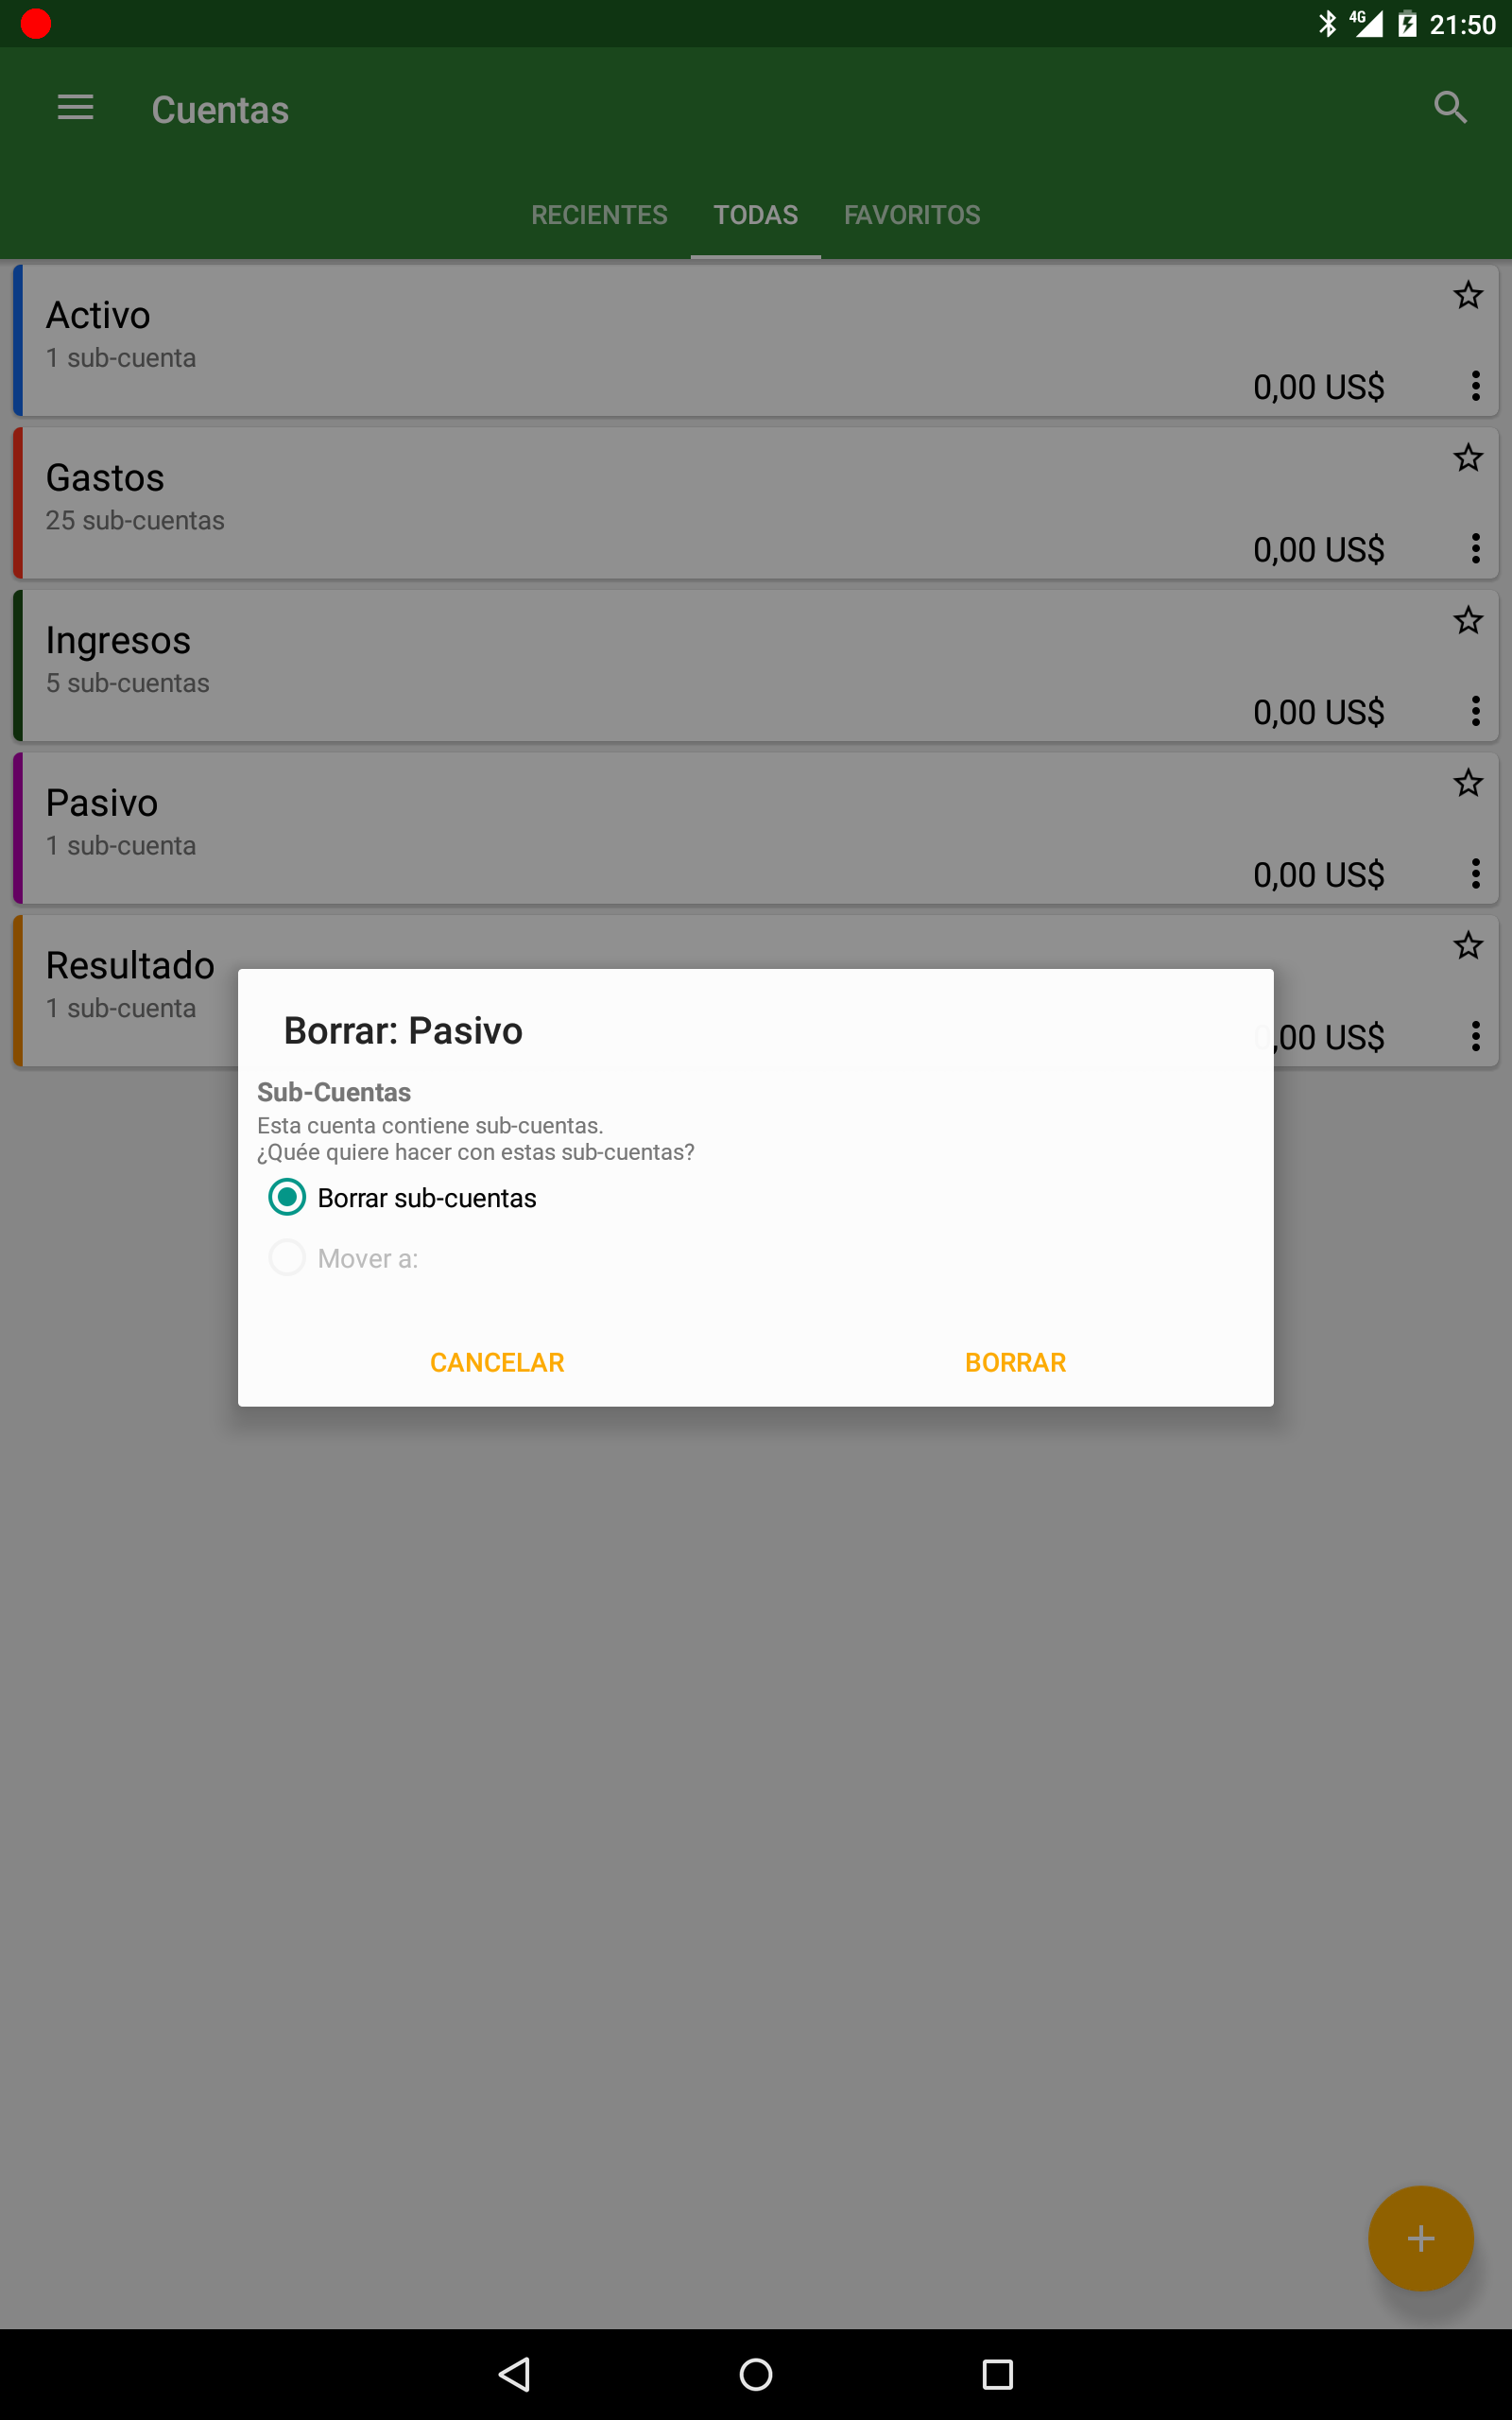 4G 21:50
Cuentas
RECIENTES TODAS FAVORITOS
Activo
1 sub-cuenta
0,00 US$
Gastos
25 sub-cuentas
0,00 US$
Ingresos
5 sub-cuentas
0,00 US$
Pasivo
1 sub-cuenta
0,00 US$
Resultado
1 sub-cuenta
0,00 US$
Borrar: Pasivo
Sub-Cuentas
Esta cuenta contiene sub-cuentas.
¿Quée quiere hacer con estas sub-cuentas?
Borrar sub-cuentas
Mover a:
CANCELAR BORRAR